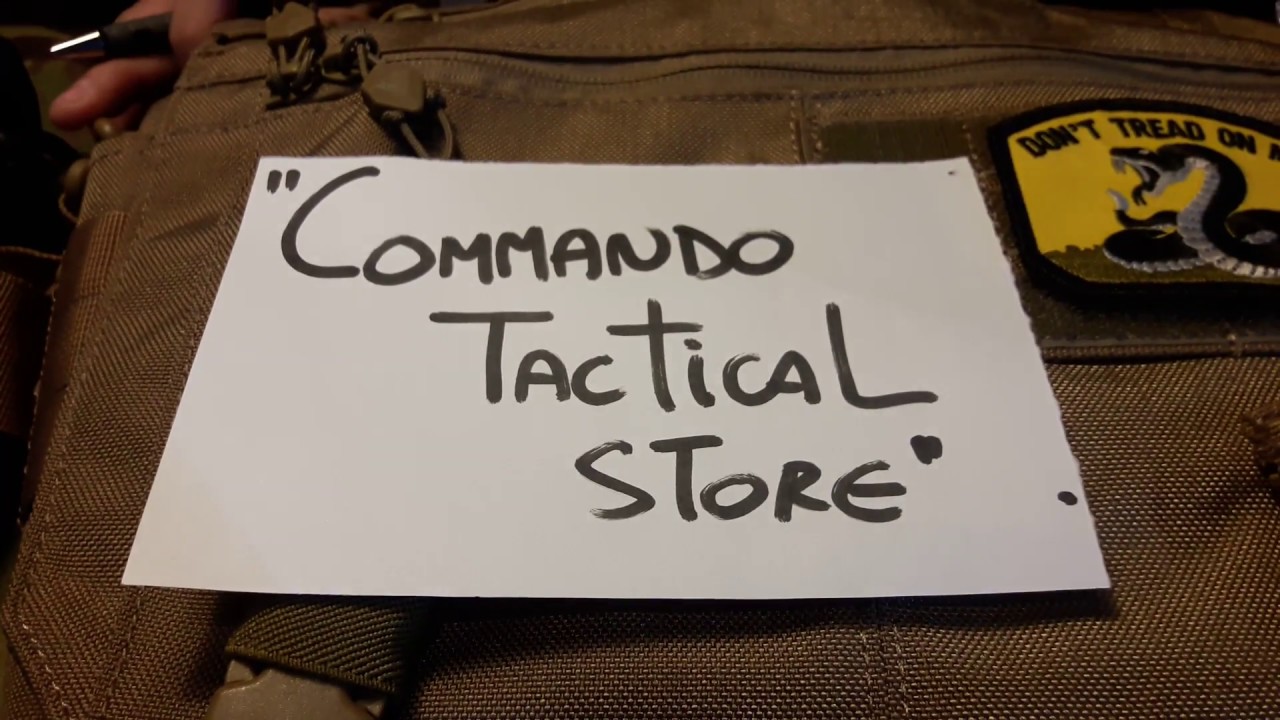 "COMMANDO
TACTiCAL
STORE"
DON'T TREAD ON